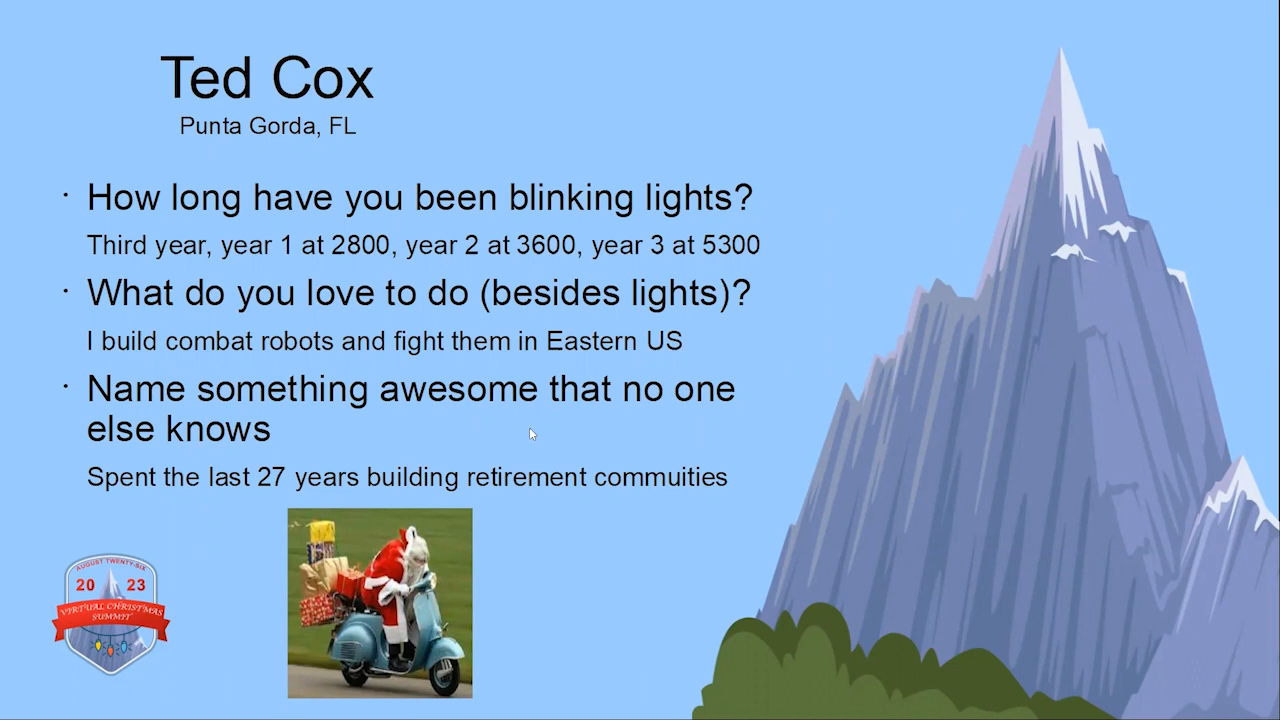 Ted Cox
Punta Gorda, FL
· How long have you been blinking lights?
Third year, year 1 at 2800, year 2 at 3600, year 3 at 5300
· What do you love to do (besides lights)?
I build combat robots and fight them in Eastern US
· Name something awesome that no one
else knows
Spent the last 27 years building retirement commuities
AUGUST TWENTY-SIX
20 23
VIRTUAL CHRISTMAS
SUMMIT